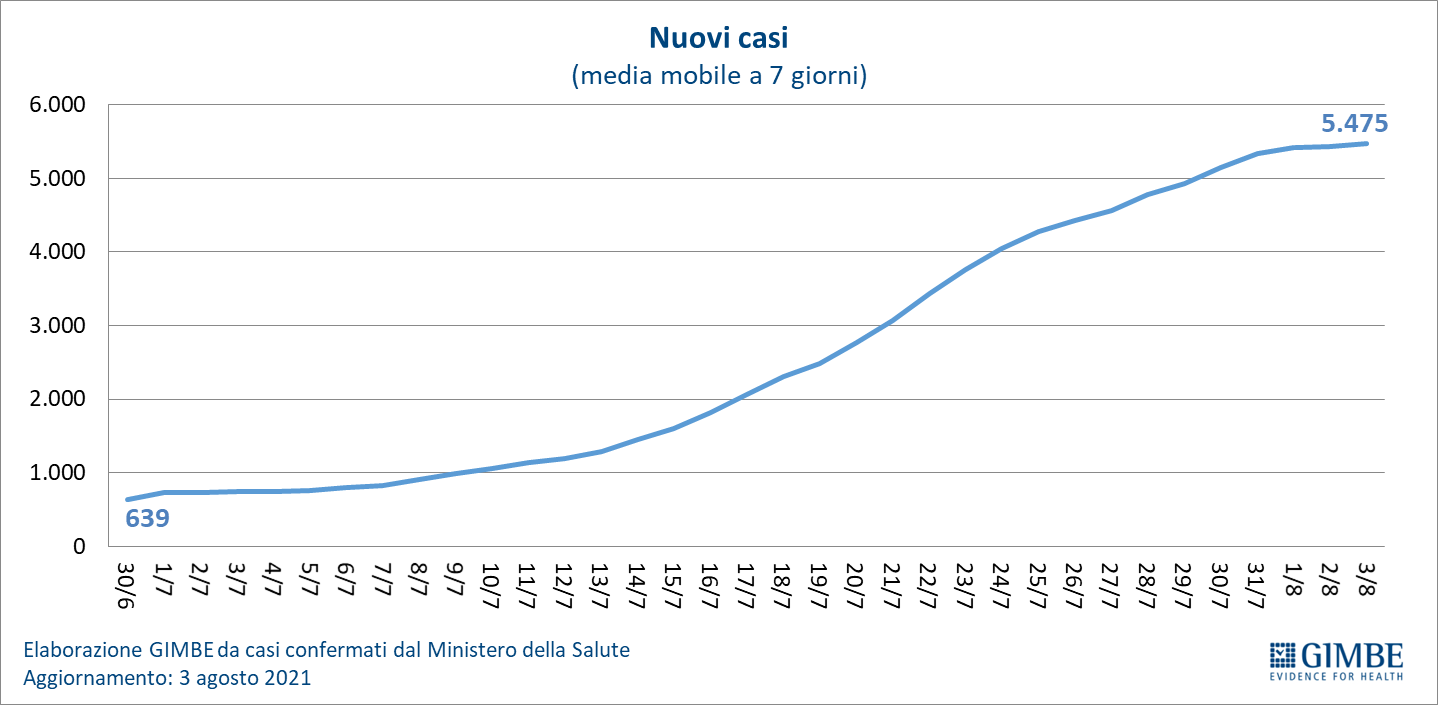 Nuovi casi
(media mobile a 7 giorni)
6.000
5.000
4.000
3.000
2.000
1.000
0
5.475
639
30/6 1/7 2/7 3/7 4/7 5/7 6/7 7/7 8/7 9/7 10/7 11/7 12/7 13/7 14/7 15/7 16/7 17/7 18/7 19/7 20/7 21/7 22/7 23/7 24/7 25/7 26/7 27/7 28/7 29/7 30/7 31/7 1/8 2/8 3/8
Elaborazione GIMBE da casi confermati dal Ministero della Salute
Aggiornamento: 3 agosto 2021
GIMBE
EVIDENCE FOR HEALTH